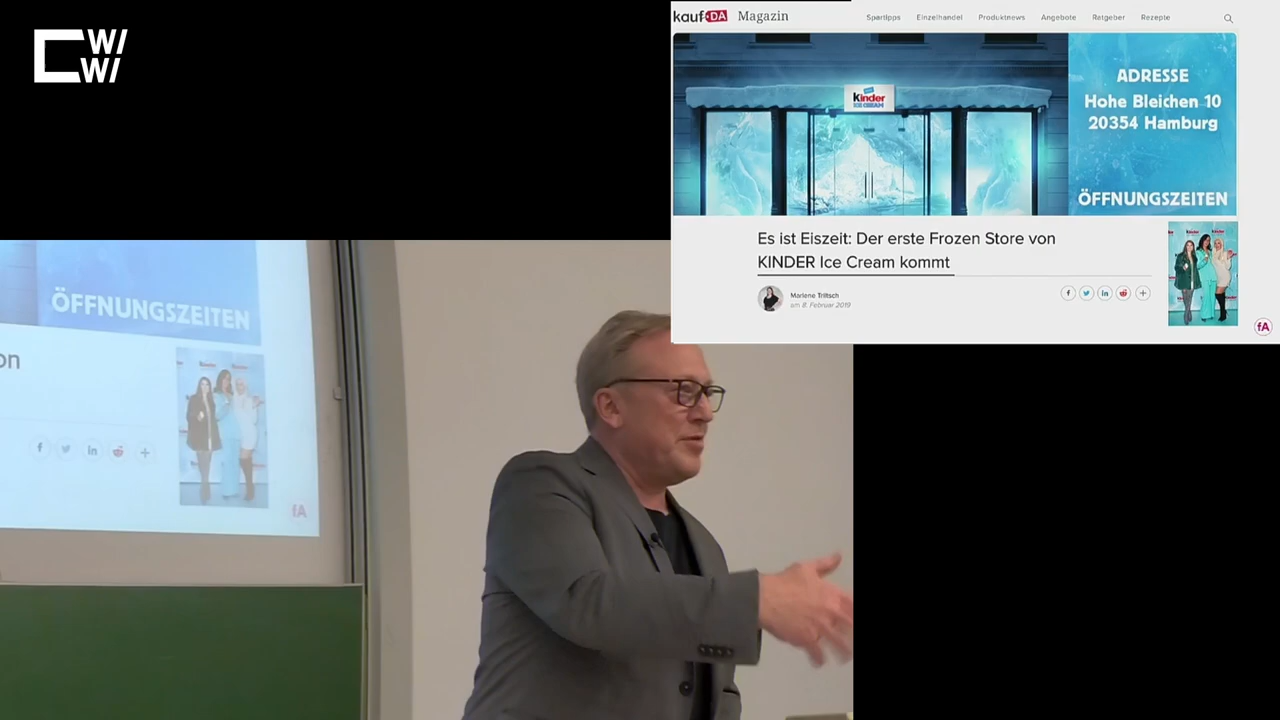 CWW
kaufDA Magazin
Spartipps Einzelhandel Produktnews Angebote Ratgeber Rezepte
Kinder
ICE CREAM
ADRESSE
Hohe Bleichen 10
20354 Hamburg
ÖFFNUNGSZEITEN
Es ist Eiszeit: Der erste Frozen Store von
KINDER Ice Cream kommt
Marlene Triltsch
am 8. Februar 2019
fA
ÖFFNUNGSZEITEN
on
fA